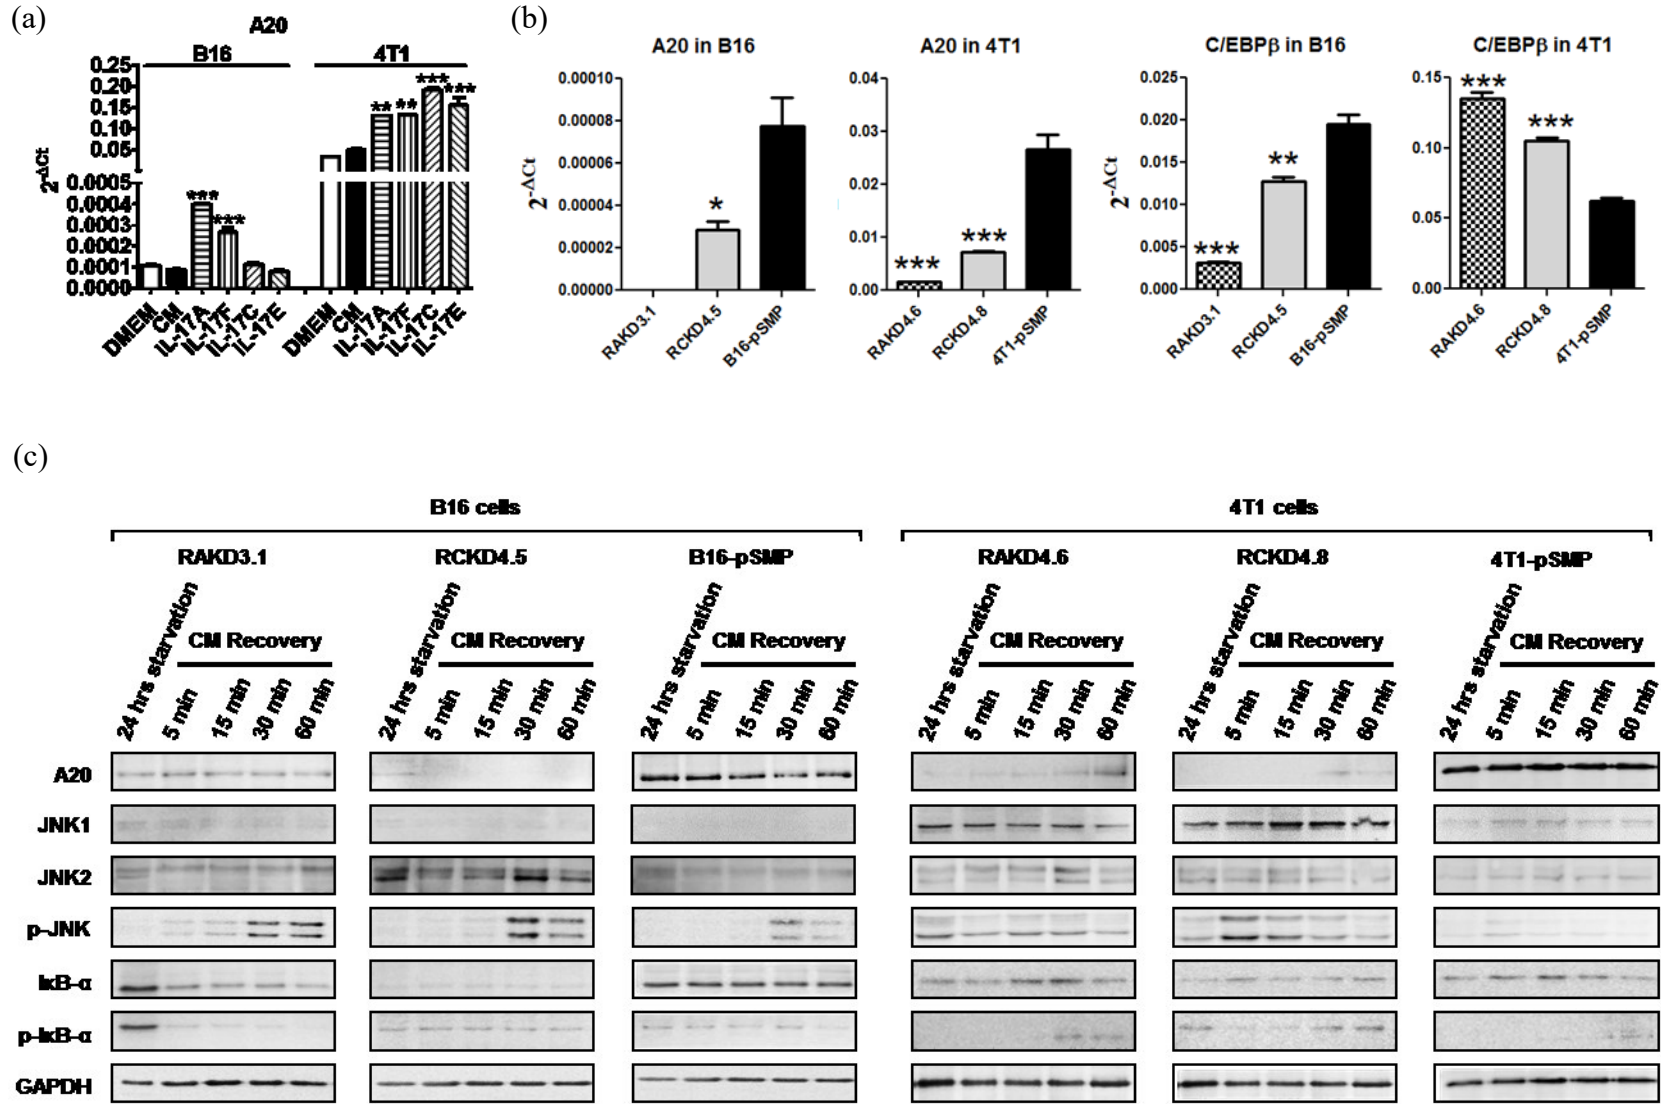 (a)
A20
B16 4T1
2^-ΔCt
0.25
0.20
0.15
0.10
0.05
0.0005
0.0004
0.0003
0.0002
0.0001
0.0000
*** *** ** ** *** ***
DMEM CM IL-17A IL-17F IL-17C IL-17E DMEM CM IL-17A IL-17F IL-17C IL-17E
(b)
A20 in B16
2^-ΔCt
0.00010
0.00008
0.00006
0.00004
0.00002
0.00000
*
RAKD3.1 RCKD4.5 B16-pSMP
A20 in 4T1
0.04
0.03
0.02
0.01
0.00
*** ***
RAKD4.6 RCKD4.8 4T1-pSMP
C/EBPβ in B16
2^-ΔCt
0.025
0.020
0.015
0.010
0.005
0.000
*** **
RAKD3.1 RCKD4.5 B16-pSMP
C/EBPβ in 4T1
0.15
0.10
0.05
0.00
*** ***
RAKD4.6 RCKD4.8 4T1-pSMP
(c)
B16 cells 4T1 cells
RAKD3.1 RCKD4.5 B16-pSMP RAKD4.6 RCKD4.8 4T1-pSMP
CM Recovery CM Recovery CM Recovery CM Recovery CM Recovery CM Recovery
24 hrs starvation 5 min 15 min 30 min 60 min 24 hrs starvation 5 min 15 min 30 min 60 min 24 hrs starvation 5 min 15 min 30 min 60 min 24 hrs starvation 5 min 15 min 30 min 60 min 24 hrs starvation 5 min 15 min 30 min 60 min 24 hrs starvation 5 min 15 min 30 min 60 min
A20
JNK1
JNK2
p-JNK
IκB-α
p-IκB-α
GAPDH